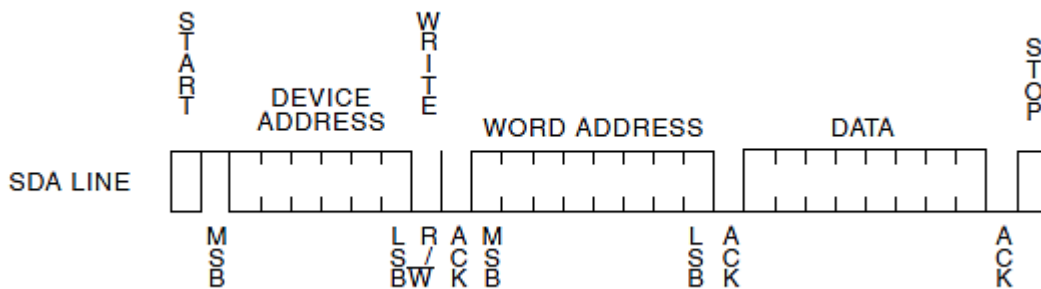 START
WRITE
STOP
DEVICE
ADDRESS
WORD ADDRESS
DATA
SDA LINE
MSB
LSB
R/W̅
ACK
MSB
LSB
ACK
ACK